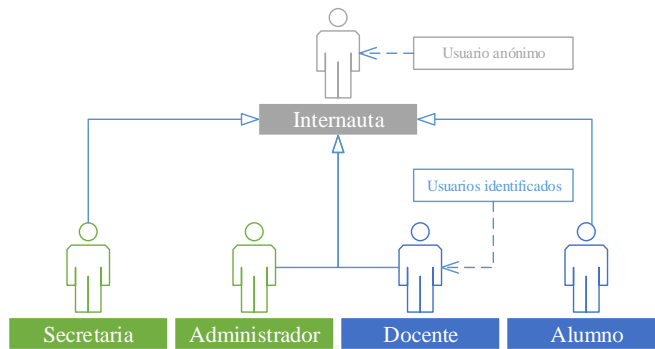 Usuario anónimo
Internauta
Usuarios identificados
Secretaria
Administrador
Docente
Alumno